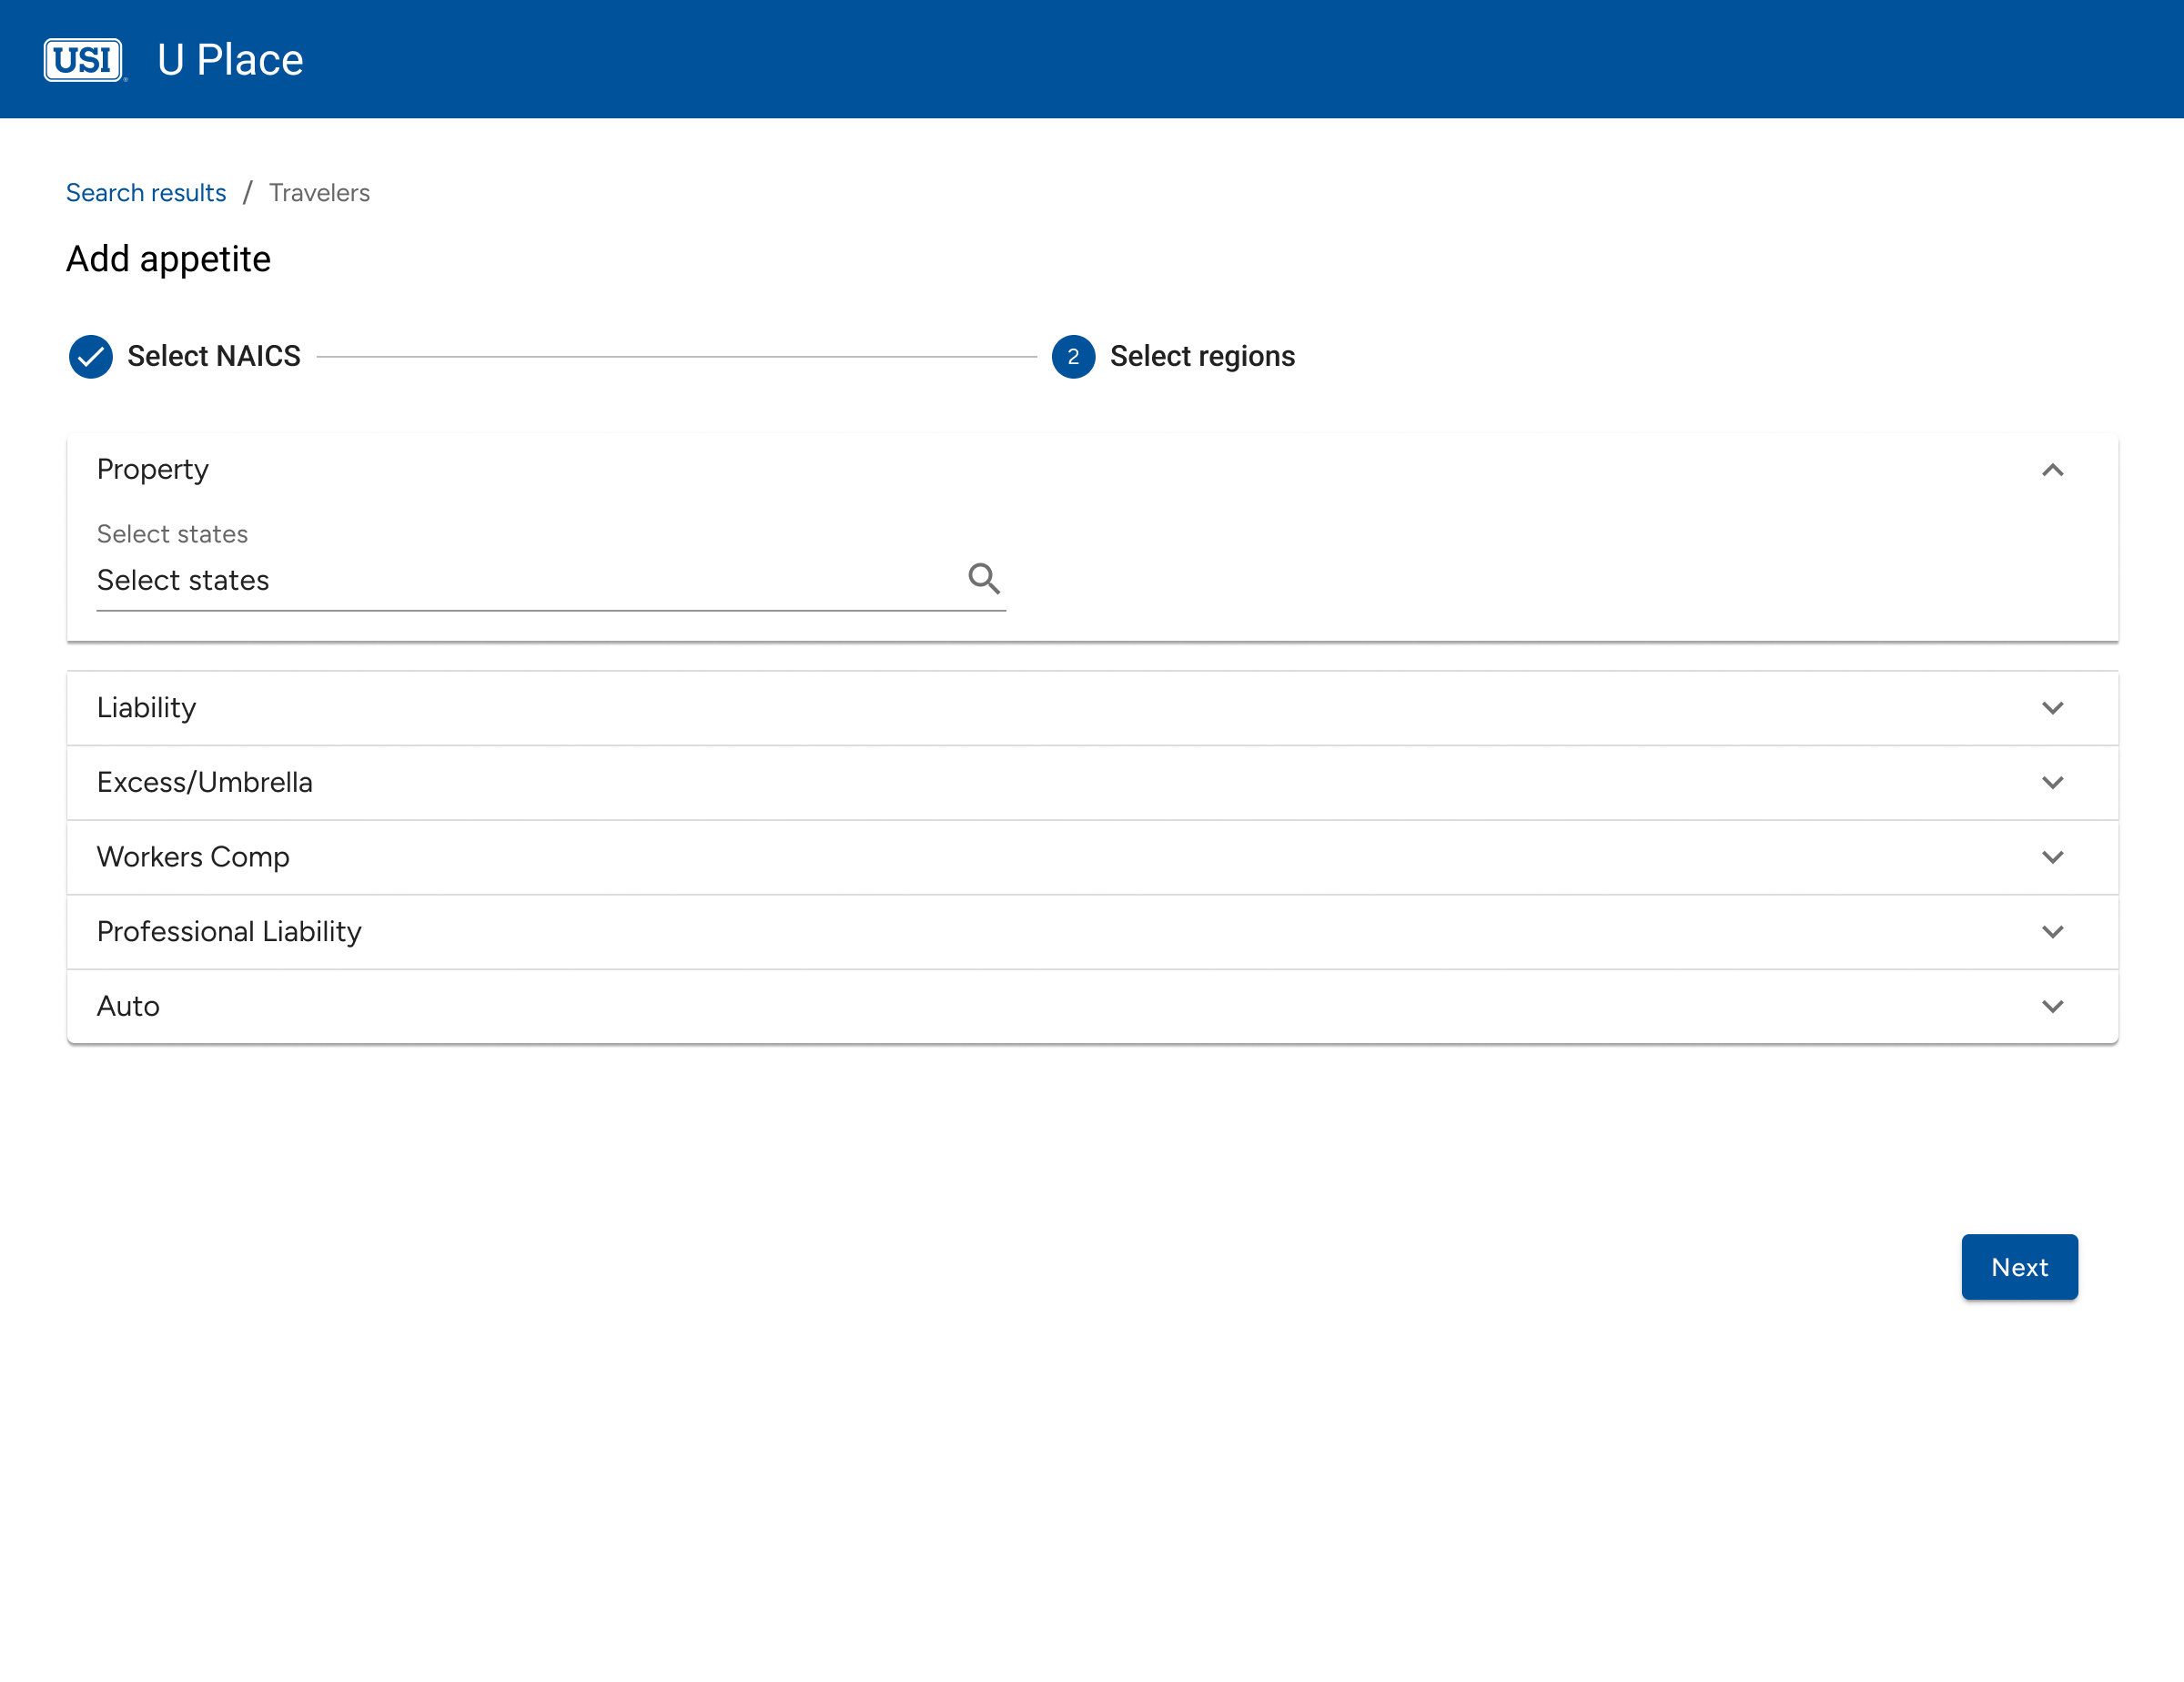 USI U Place
Search results / Travelers
Add appetite
Select NAICS 2 Select regions
Property
Select states
Select states
Liability
Excess/Umbrella
Workers Comp
Professional Liability
Auto
Next